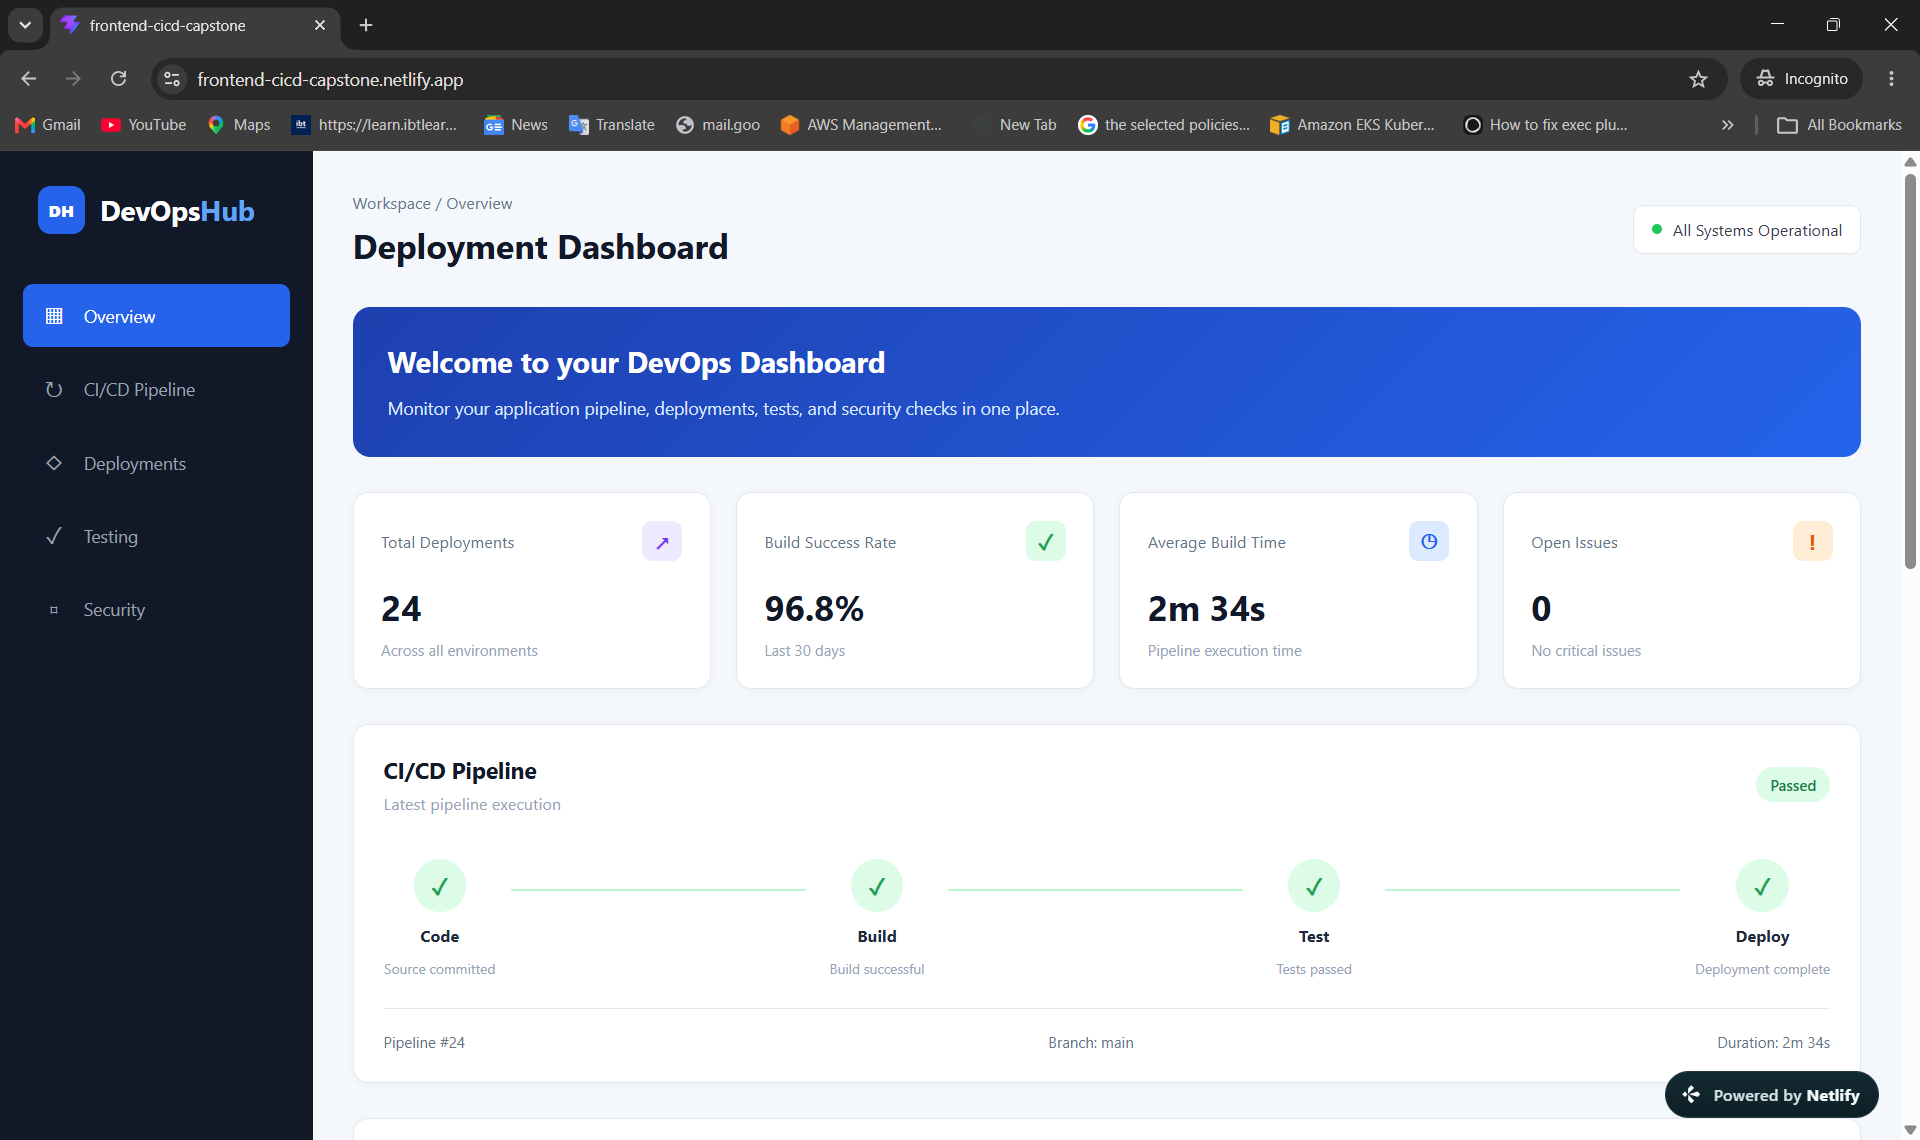 frontend-cicd-capstone
frontend-cicd-capstone.netlify.app
Incognito
Gmail
YouTube
Maps
ibt
https://learn.ibtlear...
News
Translate
mail.goo
AWS Management...
New Tab
the selected policies...
Amazon EKS Kuber...
How to fix exec plu...
All Bookmarks
DH
DevOpsHub
Overview
CI/CD Pipeline
Deployments
Testing
Security
Workspace / Overview
Deployment Dashboard
All Systems Operational
Welcome to your DevOps Dashboard
Monitor your application pipeline, deployments, tests, and security checks in one place.
Total Deployments
24
Across all environments
Build Success Rate
96.8%
Last 30 days
Average Build Time
2m 34s
Pipeline execution time
Open Issues
!
0
No critical issues
CI/CD Pipeline
Latest pipeline execution
Passed
Code
Source committed
Build
Build successful
Test
Tests passed
Deploy
Deployment complete
Pipeline #24
Branch: main
Duration: 2m 34s
Powered by Netlify